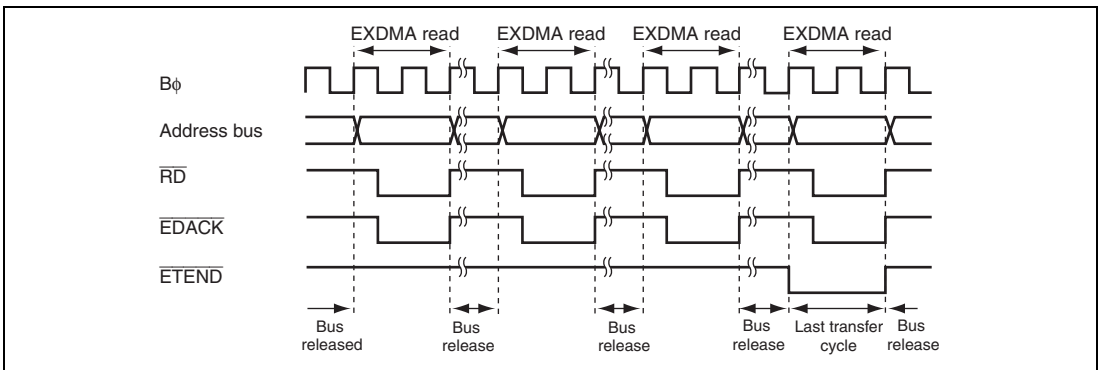 EXDMA read EXDMA read EXDMA read EXDMA read
Bφ
Address bus
RD
EDACK
ETEND
Bus released
Bus release
Bus release
Bus release
Last transfer cycle
Bus release